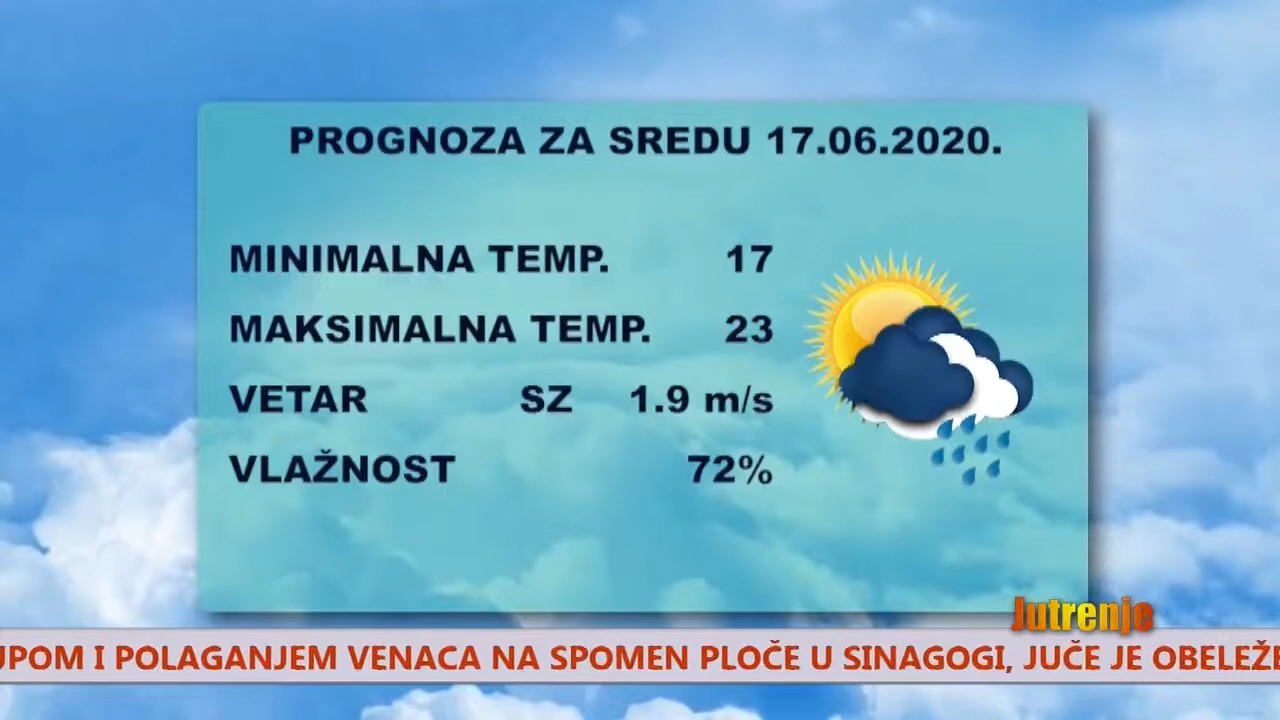 PROGNOZA ZA SREDU 17.06.2020.
MINIMALNA TEMP. 17
MAKSIMALNA TEMP. 23
VETAR SZ 1.9 m/s
VLAŽNOST 72%
Jutrenje
UPOM I POLAGANJEM VENACA NA SPOMEN PLOČE U SINAGOGI, JUČE JE OBELEŽE